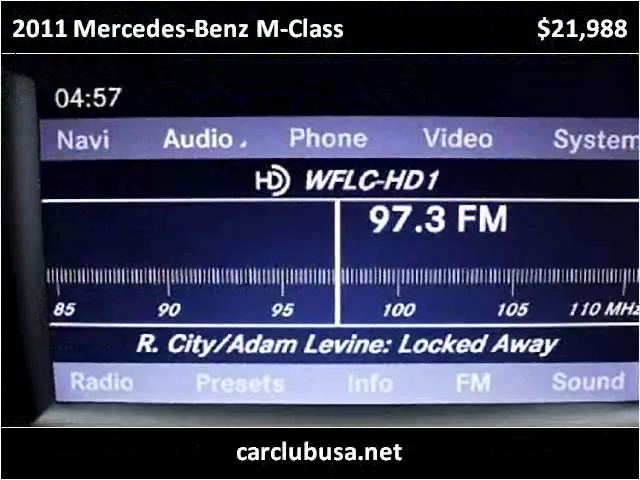 2011 Mercedes-Benz M-Class $21,988
04:57
Navi Audio Phone Video System
HD WFLC-HD1
97.3 FM
85 90 95 100 105 110 MHz
R. City/Adam Levine: Locked Away
Radio Presets Info FM Sound
carclubusa.net